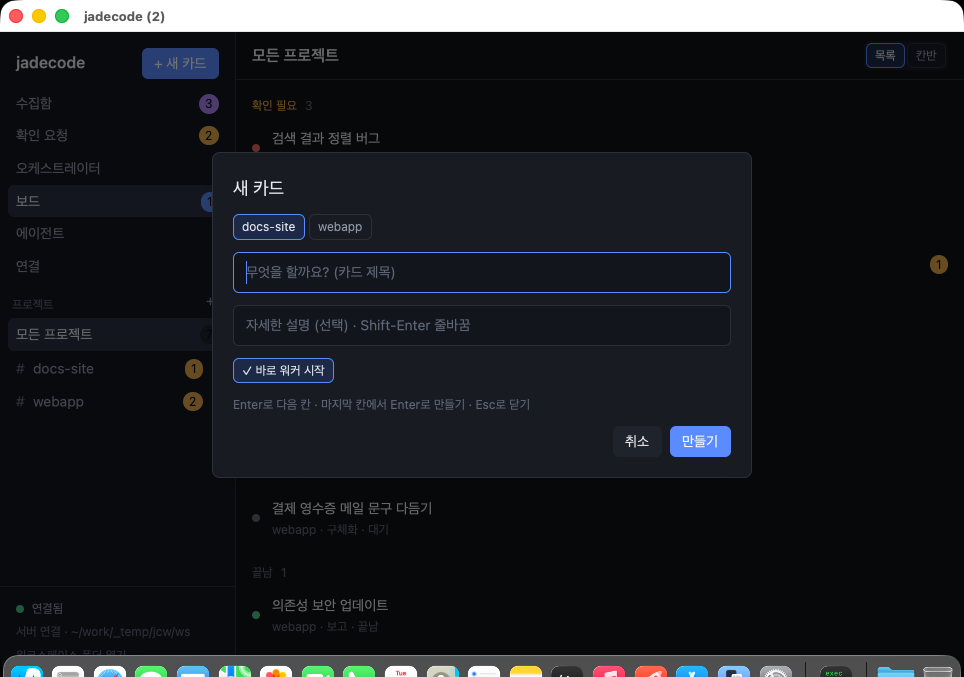 jadecode (2)
jadecode
+ 새 카드
수집함 3
확인 요청 2
오케스트레이터
보드
에이전트
연결
프로젝트 +
모든 프로젝트
# docs-site 1
# webapp 2
연결됨
서버 연결 · ~/work/_temp/jcw/ws
모든 프로젝트
목록 칸반
확인 필요 3
검색 결과 정렬 버그
1
새 카드
docs-site webapp
무엇을 할까요? (카드 제목)
자세한 설명 (선택) · Shift-Enter 줄바꿈
✓ 바로 워커 시작
Enter로 다음 칸 · 마지막 칸에서 Enter로 만들기 · Esc로 닫기
취소 만들기
결제 영수증 메일 문구 다듬기
webapp · 구체화 · 대기
끝남 1
의존성 보안 업데이트
webapp · 보고 · 끝남
Tue
exec